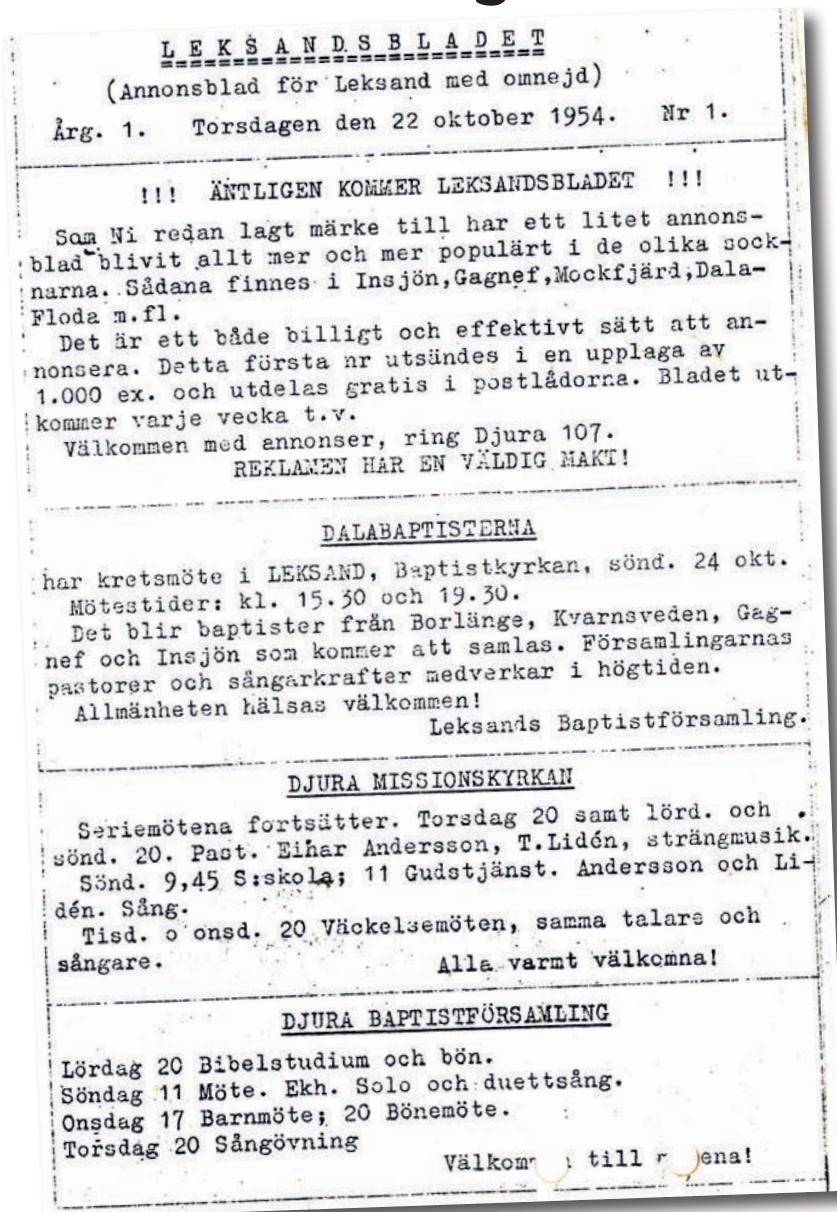 LEKSANDSBLADET
(Annonsblad för Leksand med omnejd)
Årg. 1. Torsdagen den 22 oktober 1954. Nr 1.
!!! ÄNTLIGEN KOMMER LEKSANDSBLADET !!!
Som Ni redan lagt märke till har ett litet annons-
blad blivit allt mer och mer populärt i de olika sock-
narna. Sådana finnes i Insjön,Gagnef,Mockfjärd,Dala-
Floda m.fl.
Det är ett både billigt och effektivt sätt att an-
nonsera. Detta första nr utsändes i en upplaga av
1.000 ex. och utdelas gratis i postlådorna. Bladet ut-
kommer varje vecka t.v.
Välkommen med annonser, ring Djura 107.
REKLAMEN HAR EN VÄLDIG MAKT!
DALABAPTISTERNA
har kretsmöte i LEKSAND, Baptistkyrkan, sönd. 24 okt.
Mötestider: kl. 15.30 och 19.30.
Det blir baptister från Borlänge, Kvarnsveden, Gag-
nef och Insjön som kommer att samlas. Församlingarnas
pastorer och sångarkrafter medverkar i högtiden.
Allmänheten hälsas välkommen!
Leksands Baptistförsamling.
DJURA MISSIONSKYRKAN
Seriemötena fortsätter. Torsdag 20 samt lörd. och
sönd. 20. Past. Eihar Andersson, T.Lidén, strängmusik.
Sönd. 9,45 S:skola; 11 Gudstjänst. Andersson och Li-
dén. Sång.
Tisd. o onsd. 20 Väckelsemöten, samma talare och
sångare. Alla varmt välkomna!
DJURA BAPTISTFÖRSAMLING
Lördag 20 Bibelstudium och bön.
Söndag 11 Möte. Ekh. Solo och duettsång.
Onsdag 17 Barnmöte; 20 Bönemöte.
Torsdag 20 Sångövning
till